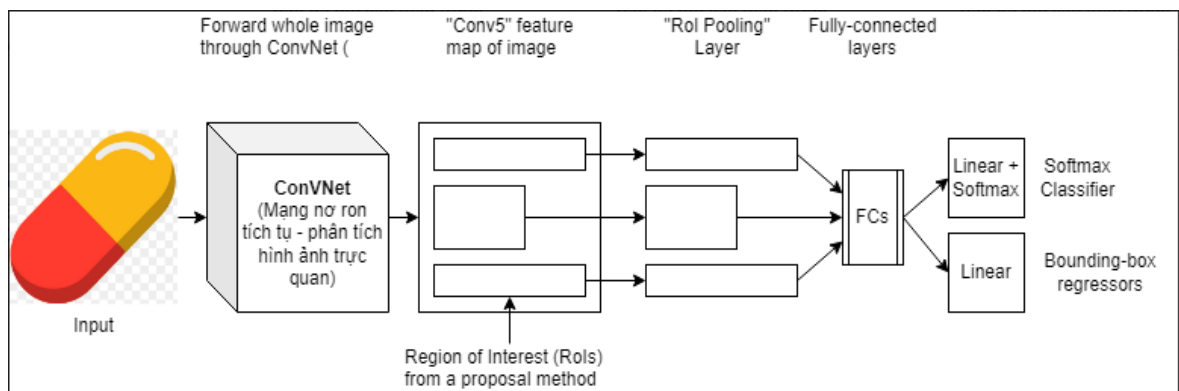 Forward whole image
through ConvNet (
"Conv5" feature
map of image
"RoI Pooling"
Layer
Fully-connected
layers
Input
ConVNet
(Mạng nơ ron
tích tụ - phân tích
hình ảnh trực
quan)
Region of Interest (RoIs)
from a proposal method
FCs
Linear +
Softmax
Softmax
Classifier
Linear
Bounding-box
regressors